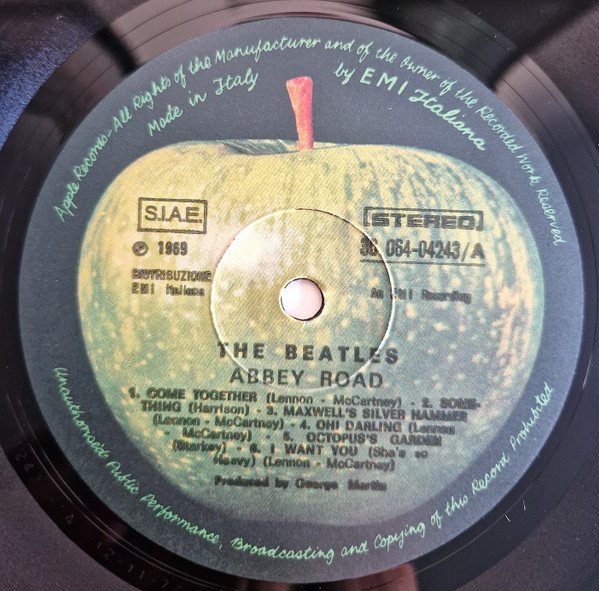 Apple Records-All Rights of the Manufacturer and of the Owner of the Recorded Work Reserved
Made in Italy
by EMI Italiana
S.I.A.E.
℗ 1969
DISTRIBUZIONE
EMI Italiana
STEREO
3C 064-04243/A
An EMI Recording
THE BEATLES
ABBEY ROAD
1. COME TOGETHER (Lennon - McCartney) - 2. SOME-
THING (Harrison) - 3. MAXWELL'S SILVER HAMMER
(Lennon - McCartney) - 4. OH! DARLING (Lennon
- McCartney) - 5. OCTOPUS'S GARDEN
(Starkey) - 6. I WANT YOU (She's so
Heavy) (Lennon - McCartney)
Produced by George Martin
Unauthorised Public Performance, Broadcasting and Copying of this Record Prohibited